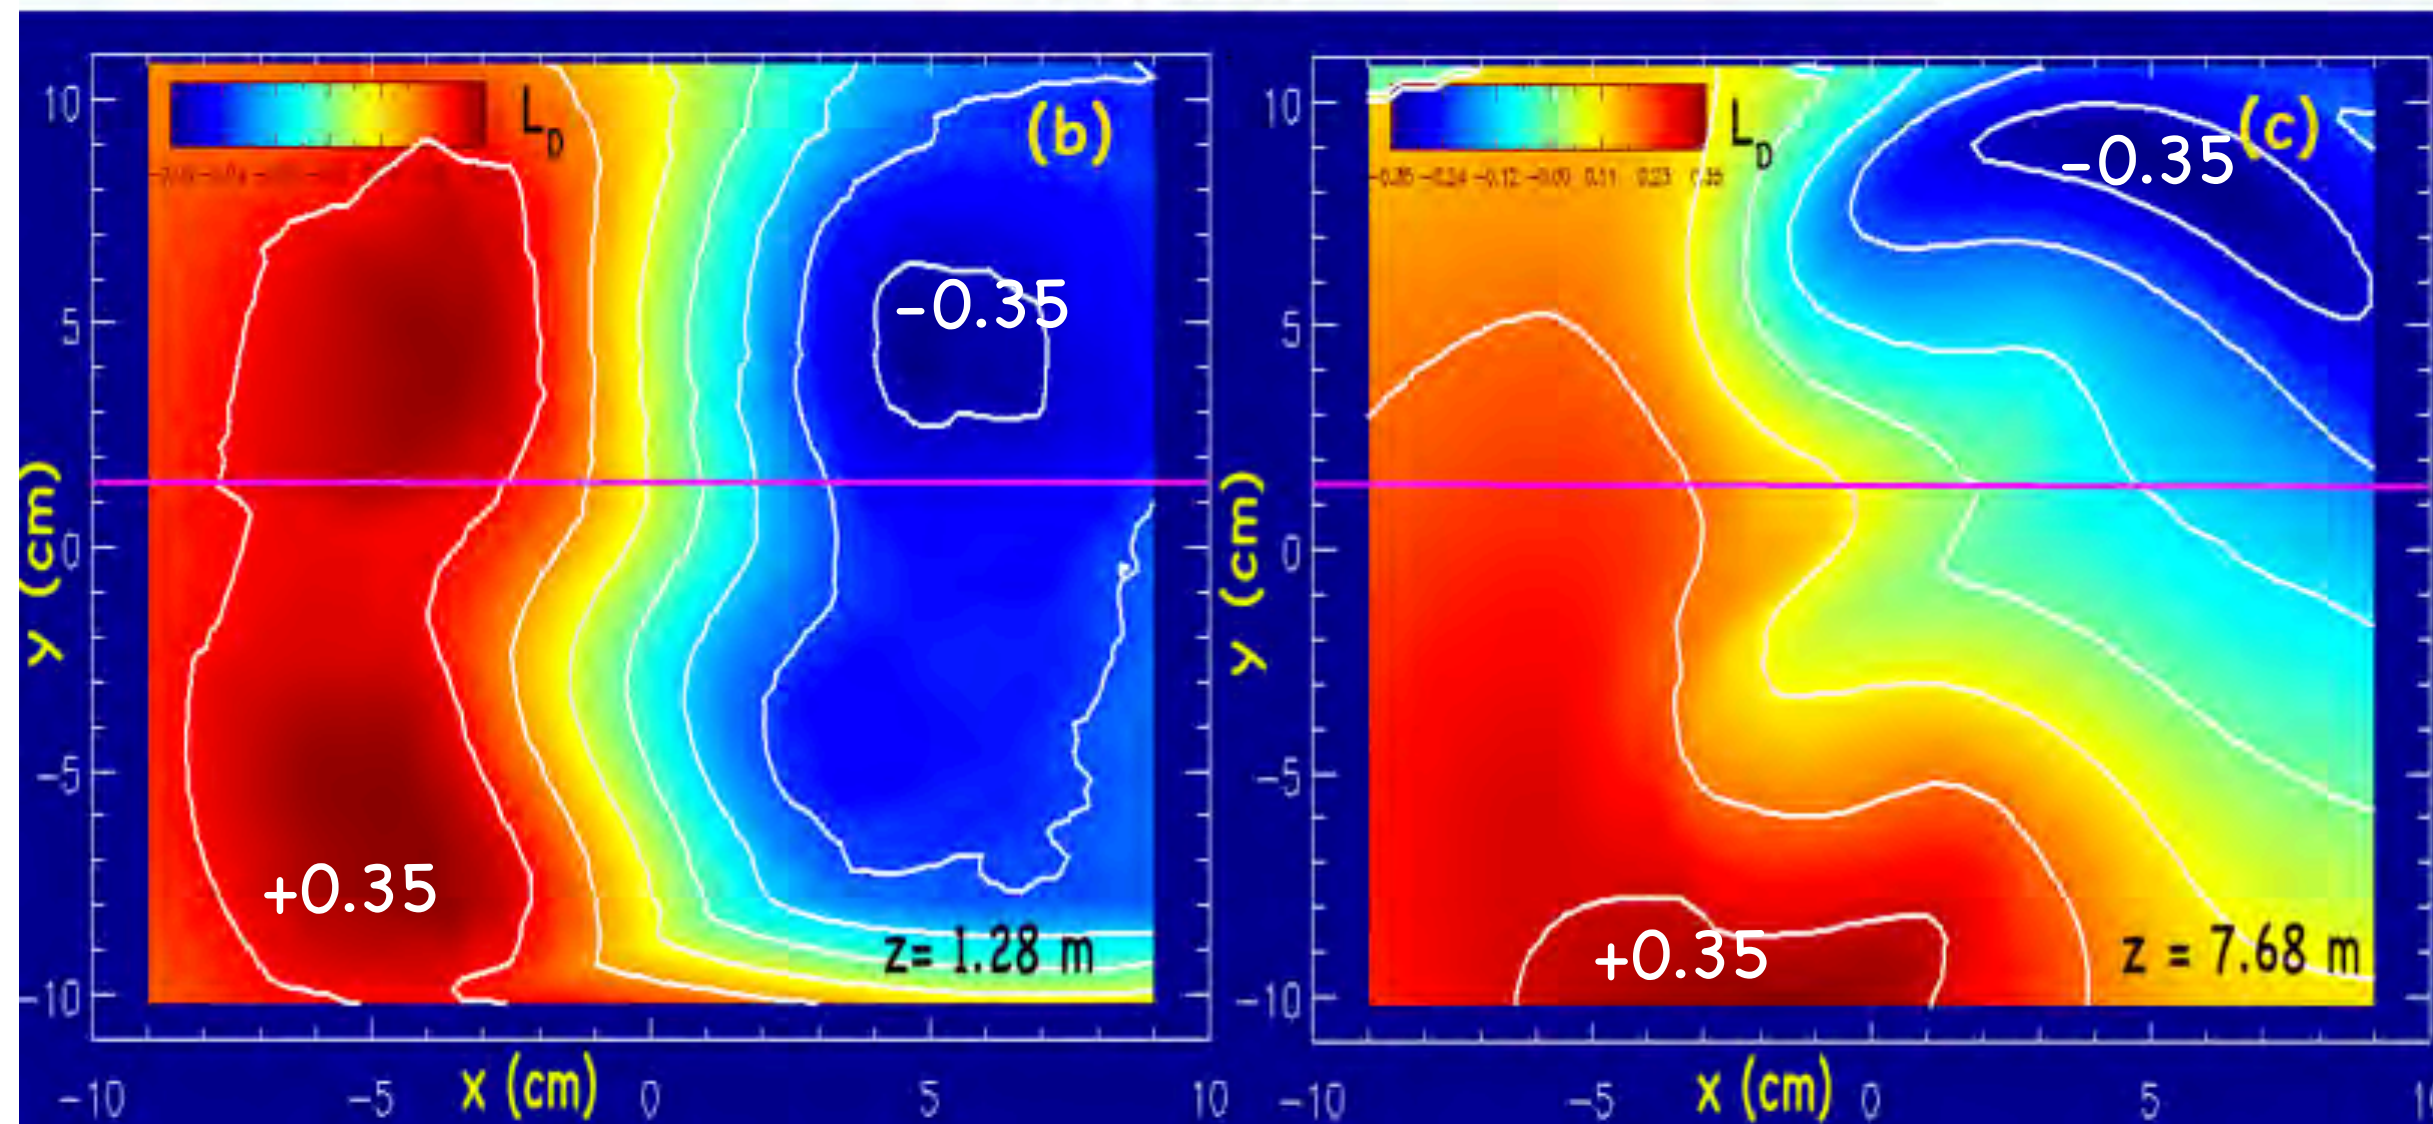 10
5
0
-5
-10
y (cm)
L_D
(b)
-0.35
+0.35
z= 1.28 m
-10 -5 x (cm) 0 5 10
10
5
0
-5
-10
y (cm)
-0.35 -0.24 -0.12 -0.00 0.11 0.23 0.35
L_D
(c)
-0.35
+0.35
z = 7.68 m
-10 -5 x (cm) 0 5